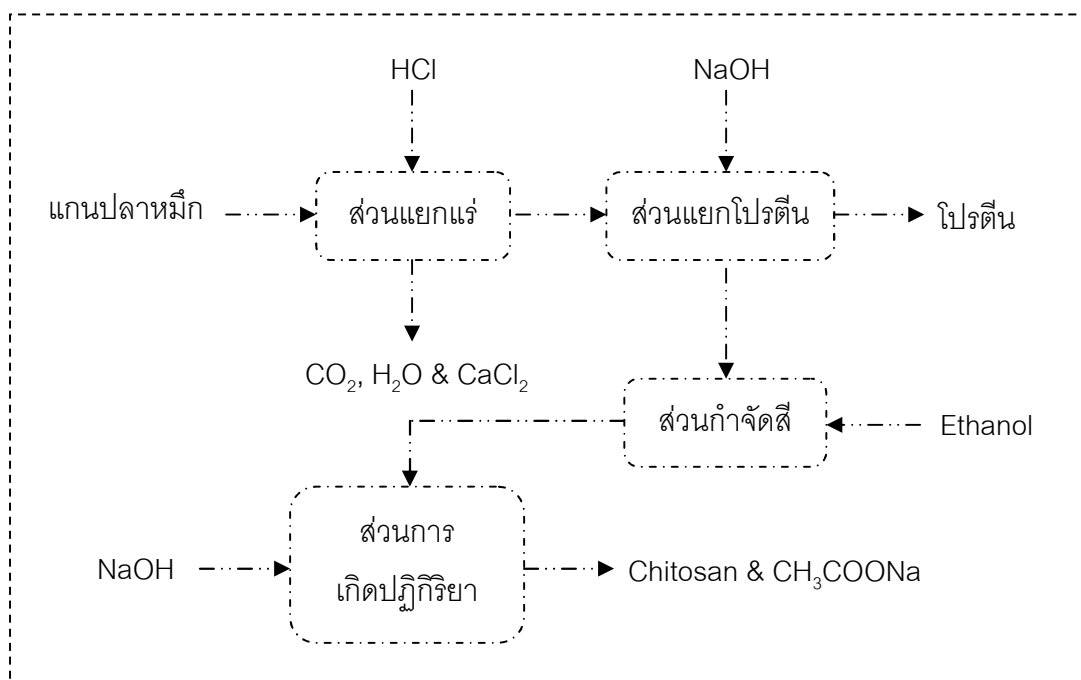 HCl
NaOH
แกนปลาหมึก
ส่วนแยกแร่
ส่วนแยกโปรตีน
โปรตีน
CO₂, H₂O & CaCl₂
ส่วนกำจัดสี
Ethanol
ส่วนการ
เกิดปฏิกิริยา
NaOH
Chitosan & CH₃COONa